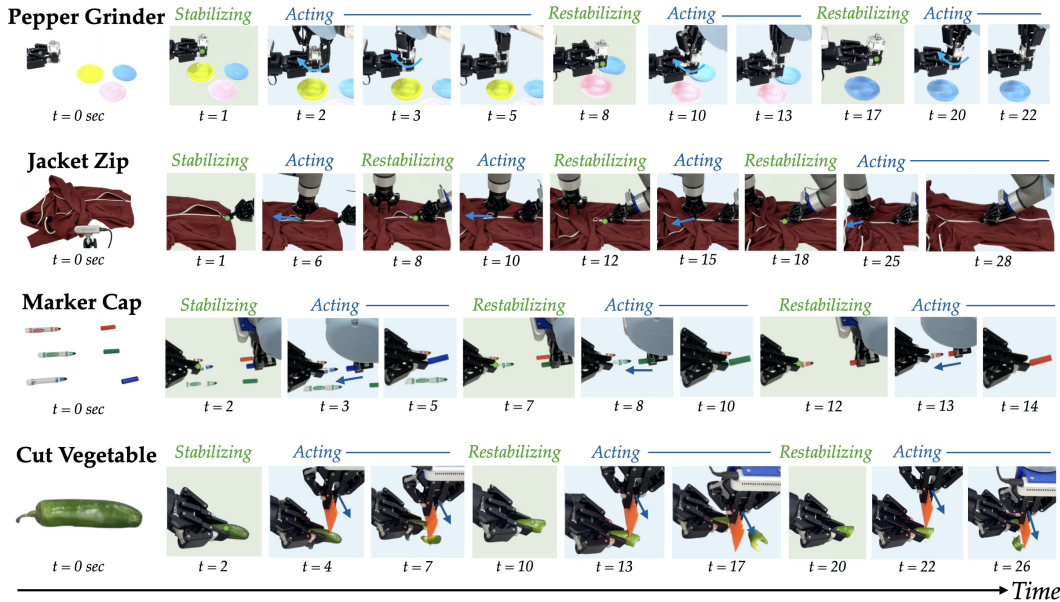 Pepper Grinder
Stabilizing Acting Restabilizing Acting Restabilizing Acting
t = 0 sec t = 1 t = 2 t = 3 t = 5 t = 8 t = 10 t = 13 t = 17 t = 20 t = 22
Jacket Zip
Stabilizing Acting Restabilizing Acting Restabilizing Acting Restabilizing Acting
t = 0 sec t = 1 t = 6 t = 8 t = 10 t = 12 t = 15 t = 18 t = 25 t = 28
Marker Cap
Stabilizing Acting Restabilizing Acting Restabilizing Acting
t = 0 sec t = 2 t = 3 t = 5 t = 7 t = 8 t = 10 t = 12 t = 13 t = 14
Cut Vegetable
Stabilizing Acting Restabilizing Acting Restabilizing Acting
t = 0 sec t = 2 t = 4 t = 7 t = 10 t = 13 t = 17 t = 20 t = 22 t = 26
Time